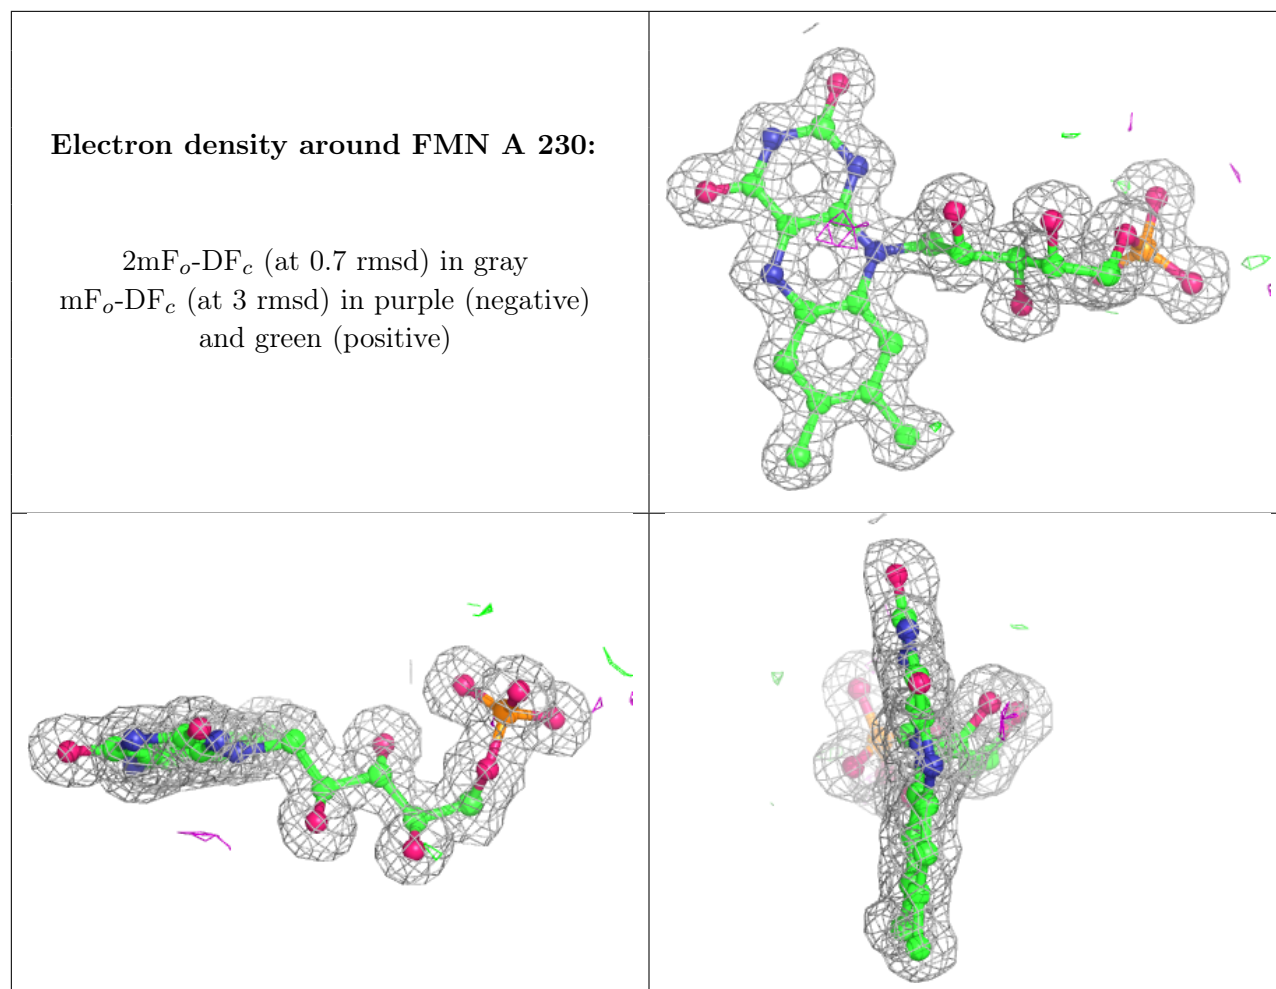 Electron density around FMN A 230:
2mFo-DFc (at 0.7 rmsd) in gray
mFo-DFc (at 3 rmsd) in purple (negative)
and green (positive)